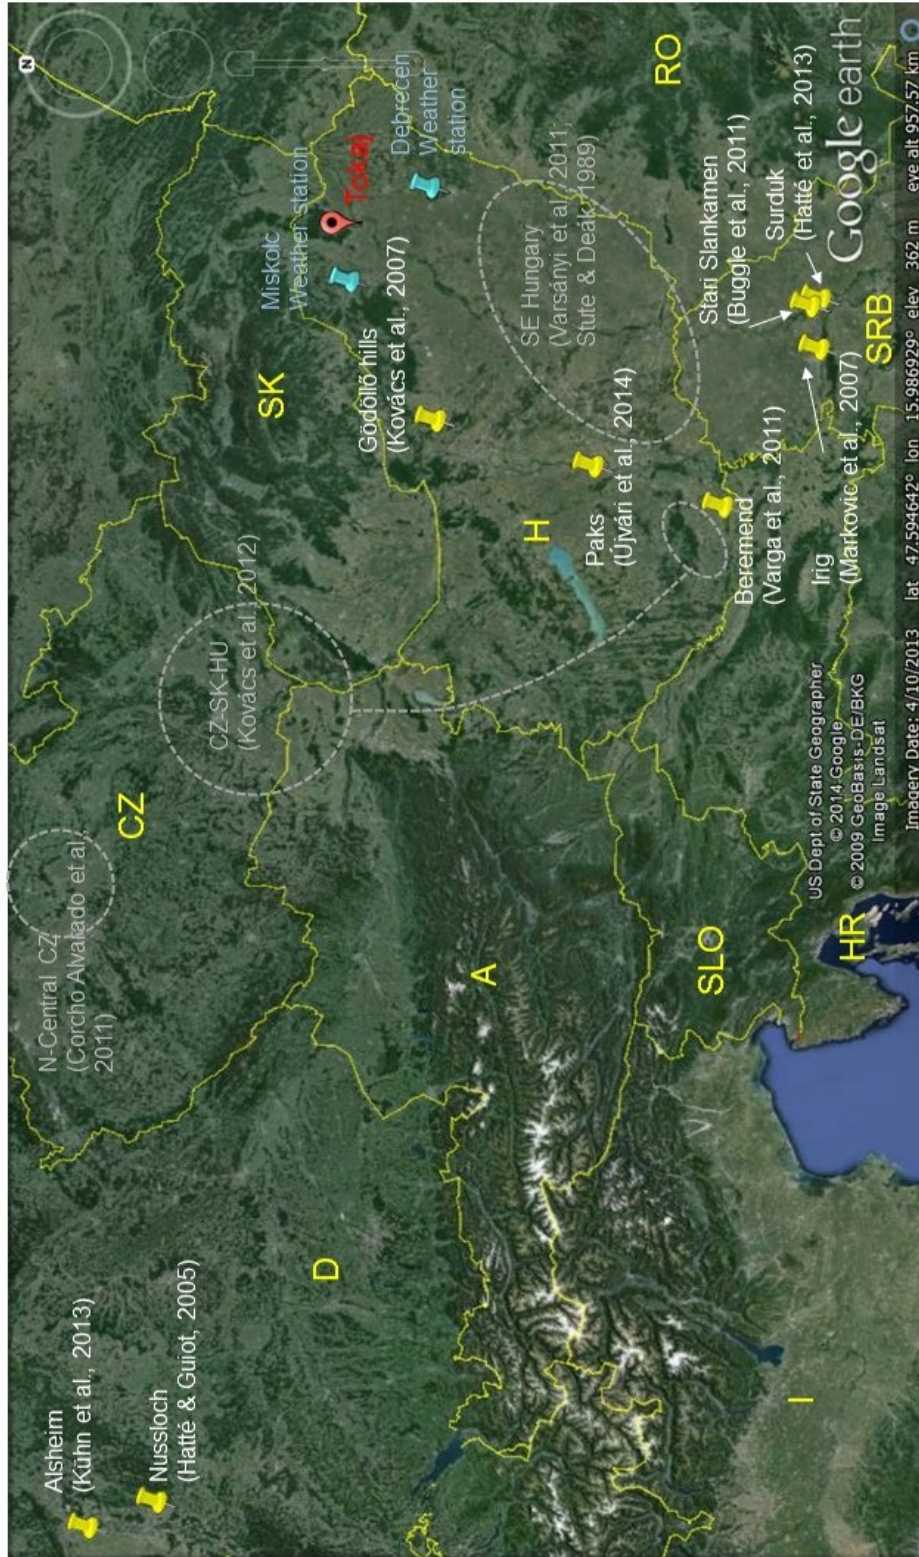 N
Alsheim
(Kuhn et al., 2013)
Nussloch
(Hatté & Guiot, 2005)
N-Central CZ
(Corcho Alvarado et al.,
2011)
CZ
CZ-SK-HU
(Kovács et al., 2012)
SK
Miskolc
Weather station
Tokaj
Debrecen
Weather
station
Gödöllő hills
(Kovács et al., 2007)
D
A
H
SE Hungary
(Varsányi et al., 2011,
Stute & Deák, 1989)
RO
Paks
(Újvári et al., 2014)
Beremend
(Varga et al., 2011)
Stari Slankamen
(Buggle et al., 2011)
Surduk
(Hatté et al., 2013)
Irig
(Markovic et al., 2007)
SLO
I
HR
SRB
US Dept of State Geographer
© 2014 Google
© 2009 GeoBasis-DE/BKG
Image Landsat
Google earth
Imagery Date: 4/10/2013 lat 47.594642° lon 15.986929° elev 362 m eye alt 957.57 km